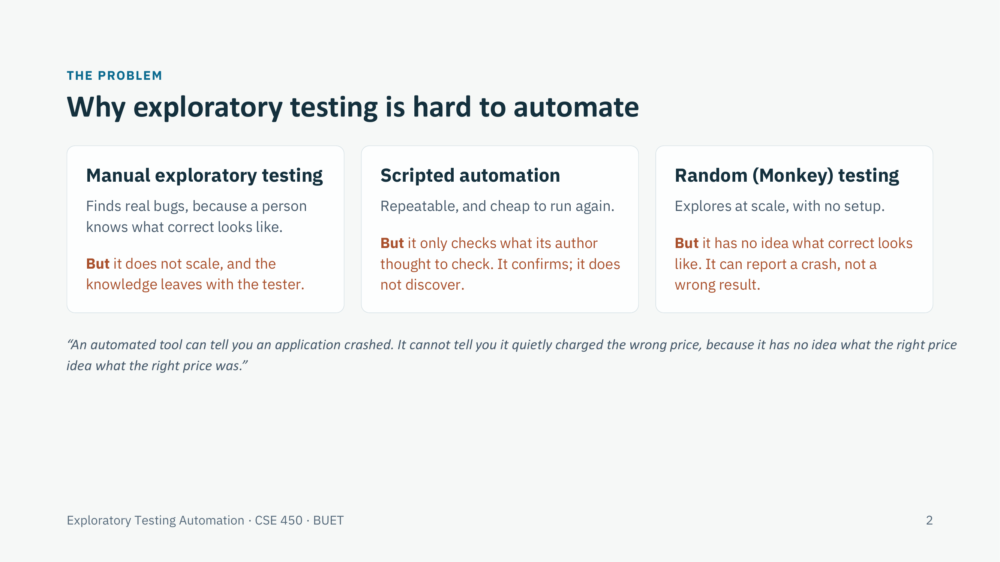 THE PROBLEM
Why exploratory testing is hard to automate
Manual exploratory testing
Finds real bugs, because a person
knows what correct looks like.
But it does not scale, and the
knowledge leaves with the tester.
Scripted automation
Repeatable, and cheap to run again.
But it only checks what its author
thought to check. It confirms; it does
not discover.
Random (Monkey) testing
Explores at scale, with no setup.
But it has no idea what correct looks
like. It can report a crash, not a
wrong result.
“An automated tool can tell you an application crashed. It cannot tell you it quietly charged the wrong price, because it has no idea what the right price
idea what the right price was.”
Exploratory Testing Automation · CSE 450 · BUET
2